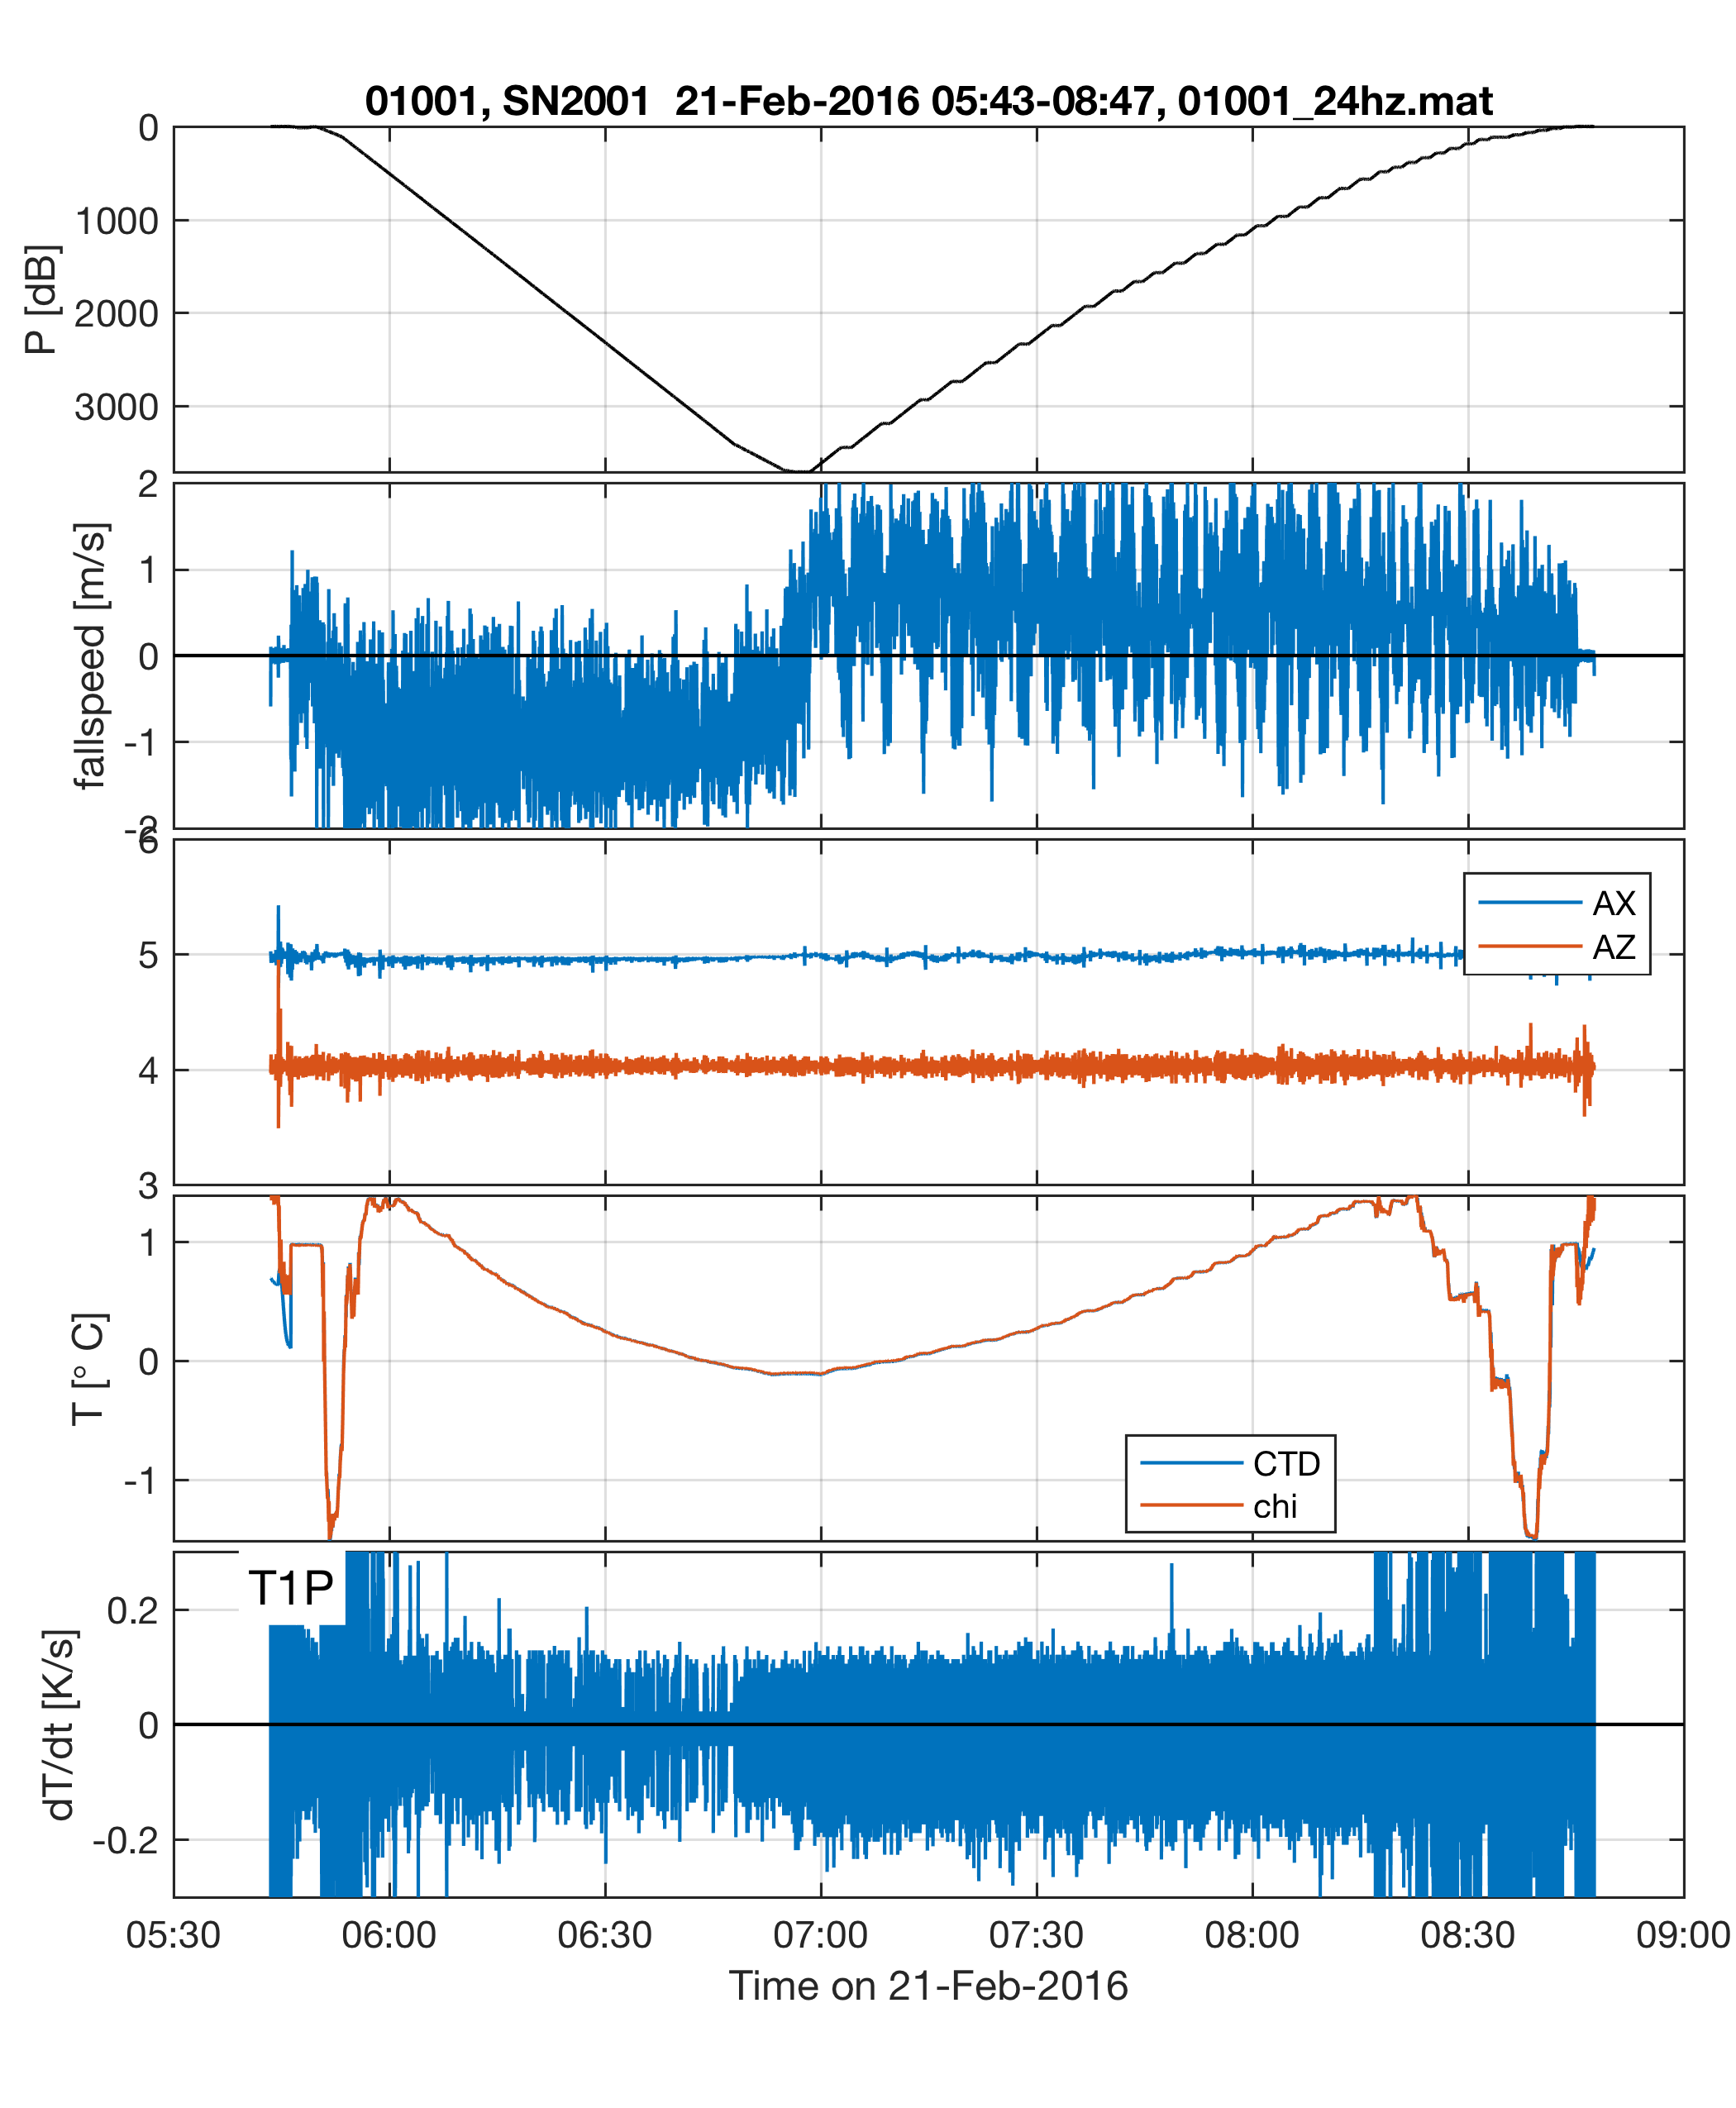 01001, SN2001  21-Feb-2016 05:43-08:47, 01001_24hz.mat
0
1000
2000
3000
P [dB]
2
1
0
-1
-2
fallspeed [m/s]
6
5
4
3
AX
AZ
3
1
0
-1
T [° C]
CTD
chi
T1P
0.2
0
-0.2
dT/dt [K/s]
05:30 06:00 06:30 07:00 07:30 08:00 08:30 09:00
Time on 21-Feb-2016